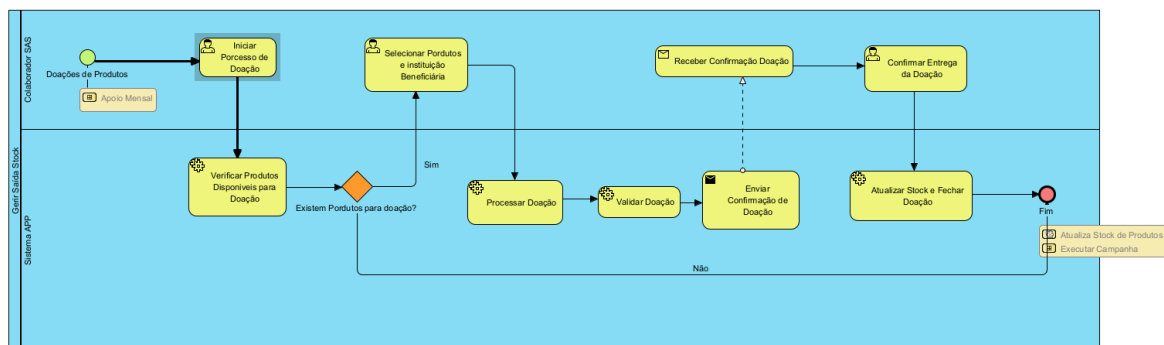 Gerir Saída Stock
Colaborador SAS
Doações de Produtos
Apoio Mensal
Iniciar
Porcesso de
Doação
Selecionar Pordutos
e instituição
Beneficiária
Receber Confirmação Doação
Confirmar Entrega
da Doação
Sistema APP
Verificar Produtos
Disponiveis para
Doação
Existem Pordutos para doação?
Sim
Processar Doação
Validar Doação
Enviar
Confirmação de
Doação
Atualizar Stock e Fechar
Doação
Fim
Atualiza Stock de Produtos
Executar Campanha
Não